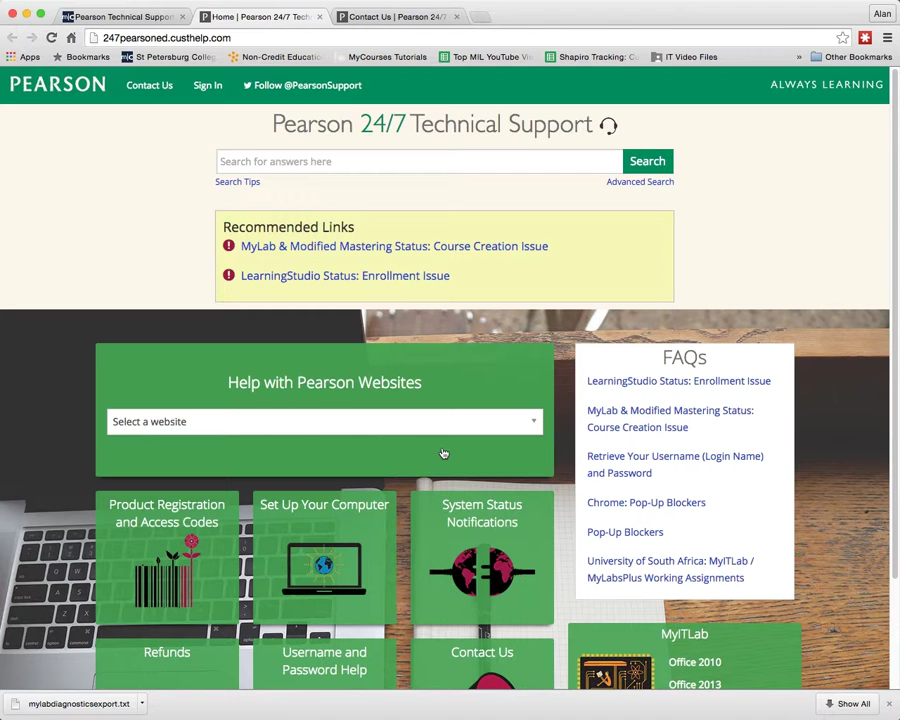 Pearson Technical Suppor
Home | Pearson 24/7 Tech
Contact Us | Pearson 24/7
Alan
247pearsoned.custhelp.com
Apps
Bookmarks
St Petersburg Colleg
Non-Credit Educatio
MyCourses Tutorials
Top MIL YouTube Vi
Shapiro Tracking: Co
IT Video Files
»
Other Bookmarks
PEARSON
Contact Us
Sign In
Follow @PearsonSupport
ALWAYS LEARNING
Pearson 24/7 Technical Support
Search for answers here
Search
Search Tips
Advanced Search
Recommended Links
MyLab & Modified Mastering Status: Course Creation Issue
LearningStudio Status: Enrollment Issue
Help with Pearson Websites
Select a website
FAQs
LearningStudio Status: Enrollment Issue
MyLab & Modified Mastering Status:
Course Creation Issue
Retrieve Your Username (Login Name)
and Password
Chrome: Pop-Up Blockers
Pop-Up Blockers
University of South Africa: MyITLab /
MyLabsPlus Working Assignments
Product Registration
and Access Codes
Set Up Your Computer
System Status
Notifications
Refunds
Username and
Password Help
Contact Us
MyITLab
Office 2010
Office 2013
mylabdiagnosticsexport.txt
Show All